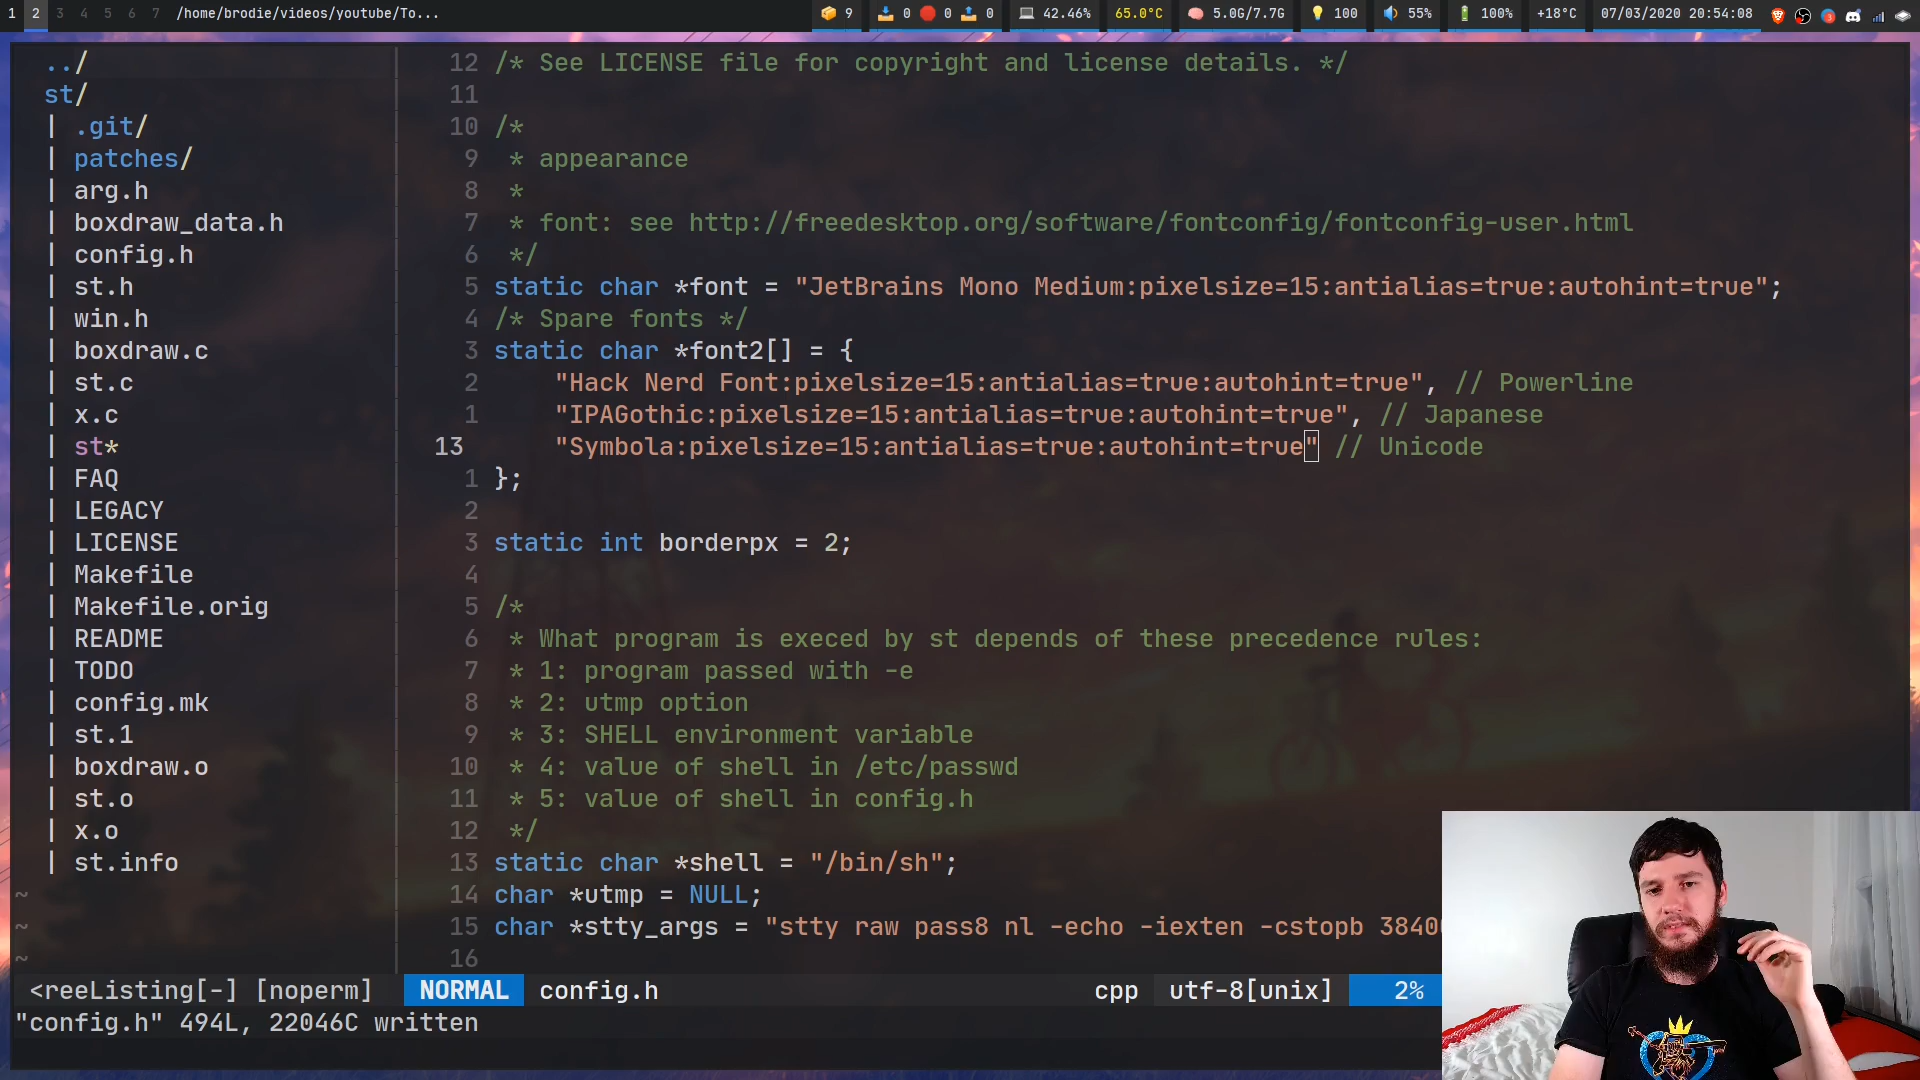 1 2 3 4 5 6 7 /home/brodie/videos/youtube/To... 9 0 0 0 42.46% 65.0°C 5.0G/7.7G 100 55% 100% +18°C 07/03/2020 20:54:08
../
st/
| .git/
| patches/
| arg.h
| boxdraw_data.h
| config.h
| st.h
| win.h
| boxdraw.c
| st.c
| x.c
| st*
| FAQ
| LEGACY
| LICENSE
| Makefile
| Makefile.orig
| README
| TODO
| config.mk
| st.1
| boxdraw.o
| st.o
| x.o
| st.info
~
~
~
12 /* See LICENSE file for copyright and license details. */
11
10 /*
9 * appearance
8 *
7 * font: see http://freedesktop.org/software/fontconfig/fontconfig-user.html
6 */
5 static char *font = "JetBrains Mono Medium:pixelsize=15:antialias=true:autohint=true";
4 /* Spare fonts */
3 static char *font2[] = {
2 "Hack Nerd Font:pixelsize=15:antialias=true:autohint=true", // Powerline
1 "IPAGothic:pixelsize=15:antialias=true:autohint=true", // Japanese
13 "Symbola:pixelsize=15:antialias=true:autohint=true" // Unicode
1 };
2
3 static int borderpx = 2;
4
5 /*
6 * What program is execed by st depends of these precedence rules:
7 * 1: program passed with -e
8 * 2: utmp option
9 * 3: SHELL environment variable
10 * 4: value of shell in /etc/passwd
11 * 5: value of shell in config.h
12 */
13 static char *shell = "/bin/sh";
14 char *utmp = NULL;
15 char *stty_args = "stty raw pass8 nl -echo -iexten -cstopb 38400
16
<reeListing[-] [noperm] NORMAL config.h cpp utf-8[unix] 2%
"config.h" 494L, 22046C written